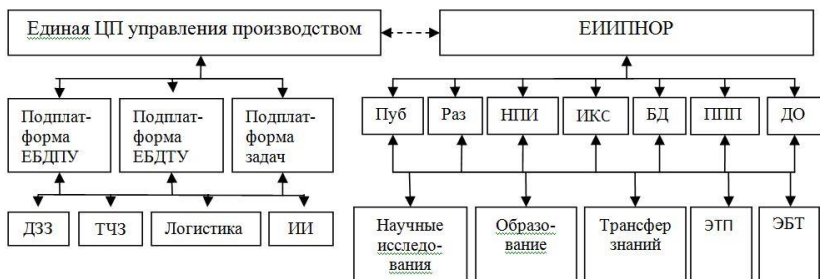 Единая ЦП управления производством
ЕИИПНОР
Подплат-
форма
ЕБДПУ
Подплат-
форма
ЕБДТУ
Подплат-
форма
задач
Пуб
Раз
НПИ
ИКС
БД
ППП
ДО
ДЗЗ
ТЧЗ
Логистика
ИИ
Научные
исследо-
вания
Образо-
вание
Трансфер
знаний
ЭТП
ЭБТ